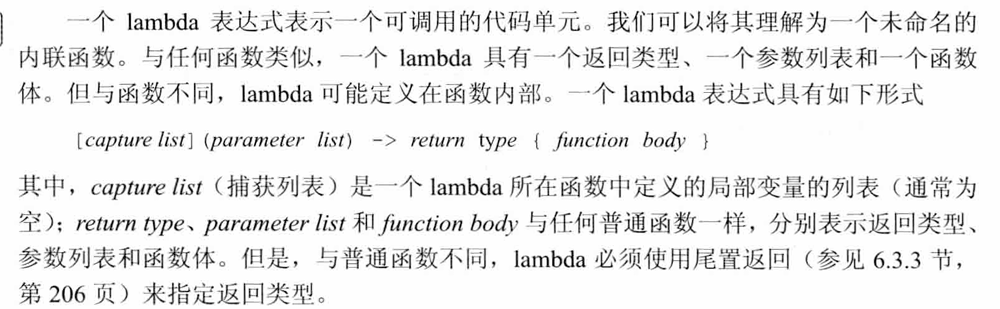 一个 lambda 表达式表示一个可调用的代码单元。我们可以将其理解为一个未命名的
内联函数。与任何函数类似，一个 lambda 具有一个返回类型、一个参数列表和一个函数
体。但与函数不同，lambda 可能定义在函数内部。一个 lambda 表达式具有如下形式
[capture list] (parameter list) -> return type { function body }
其中，capture list（捕获列表）是一个 lambda 所在函数中定义的局部变量的列表（通常为
空）；return type、parameter list 和 function body 与任何普通函数一样，分别表示返回类型、
参数列表和函数体。但是，与普通函数不同，lambda 必须使用尾置返回（参见 6.3.3 节，
第 206 页）来指定返回类型。